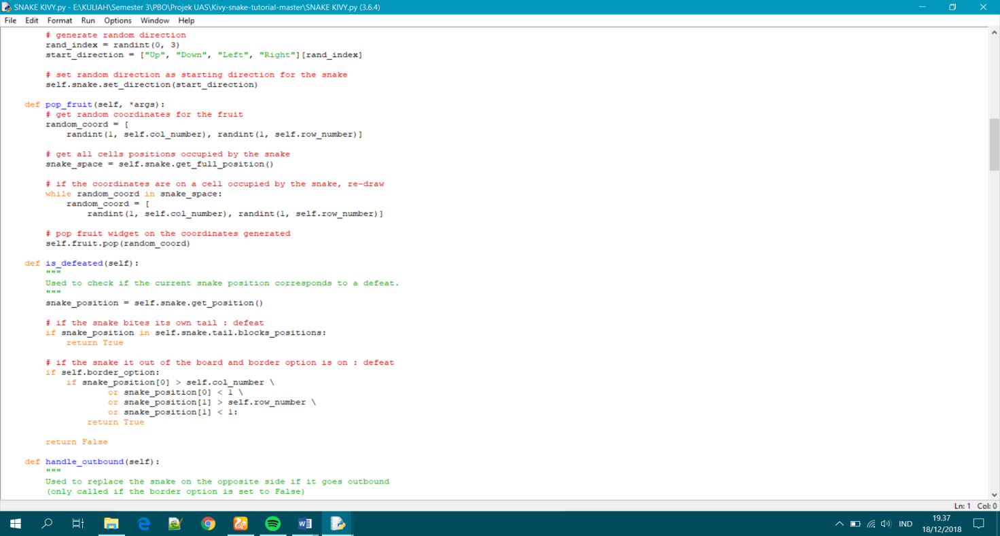 SNAKE KIVY.py - E:\KULIAH\Semester 3\PBO\Projek UAS\Kivy-snake-tutorial-master\SNAKE KIVY.py (3.6.4)
File Edit Format Run Options Window Help
        # generate random direction
        rand_index = randint(0, 3)
        start_direction = ["Up", "Down", "Left", "Right"][rand_index]

        # set random direction as starting direction for the snake
        self.snake.set_direction(start_direction)

    def pop_fruit(self, *args):
        # get random coordinates for the fruit
        random_coord = [
            randint(1, self.col_number), randint(1, self.row_number)]

        # get all cells positions occupied by the snake
        snake_space = self.snake.get_full_position()

        # if the coordinates are on a cell occupied by the snake, re-draw
        while random_coord in snake_space:
            random_coord = [
                randint(1, self.col_number), randint(1, self.row_number)]

        # pop fruit widget on the coordinates generated
        self.fruit.pop(random_coord)

    def is_defeated(self):
        """
        Used to check if the current snake position corresponds to a defeat.
        """
        snake_position = self.snake.get_position()

        # if the snake bites its own tail : defeat
        if snake_position in self.snake.tail.blocks_positions:
            return True

        # if the snake it out of the board and border option is on : defeat
        if self.border_option:
            if snake_position[0] > self.col_number \
                    or snake_position[0] < 1 \
                    or snake_position[1] > self.row_number \
                    or snake_position[1] < 1:
                return True

        return False

    def handle_outbound(self):
        """
        Used to replace the snake on the opposite side if it goes outbound
        (only called if the border option is set to False)
Ln: 1 Col: 0
IND
19.37
18/12/2018